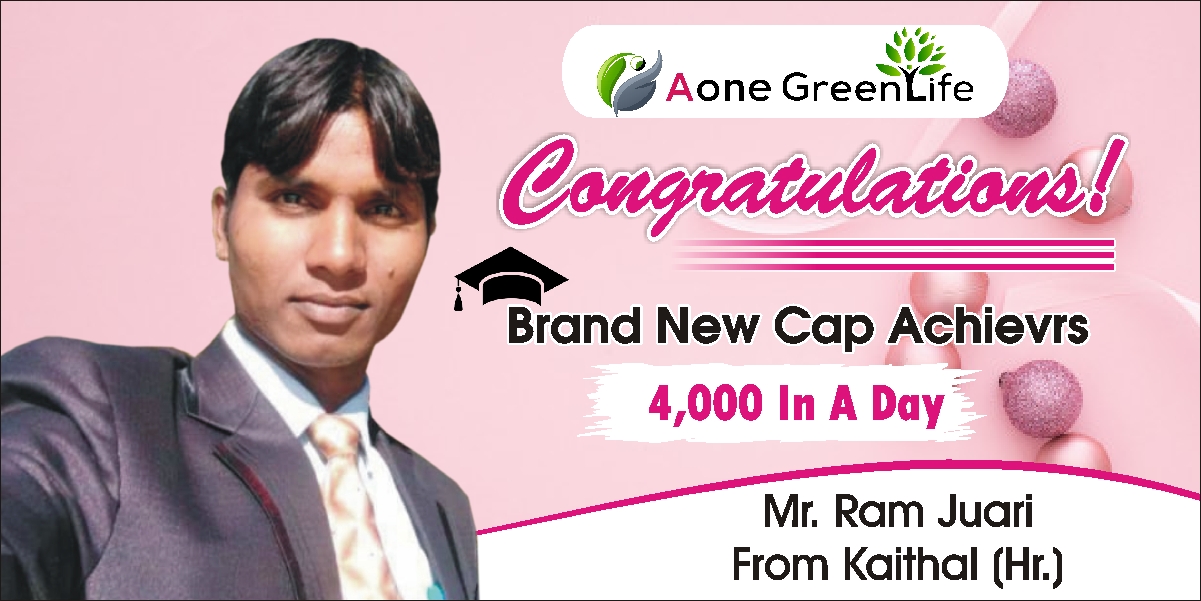 Aone GreenLife
Congratulations!
Brand New Cap Achievrs
4,000 In A Day
Mr. Ram Juari
From Kaithal (Hr.)